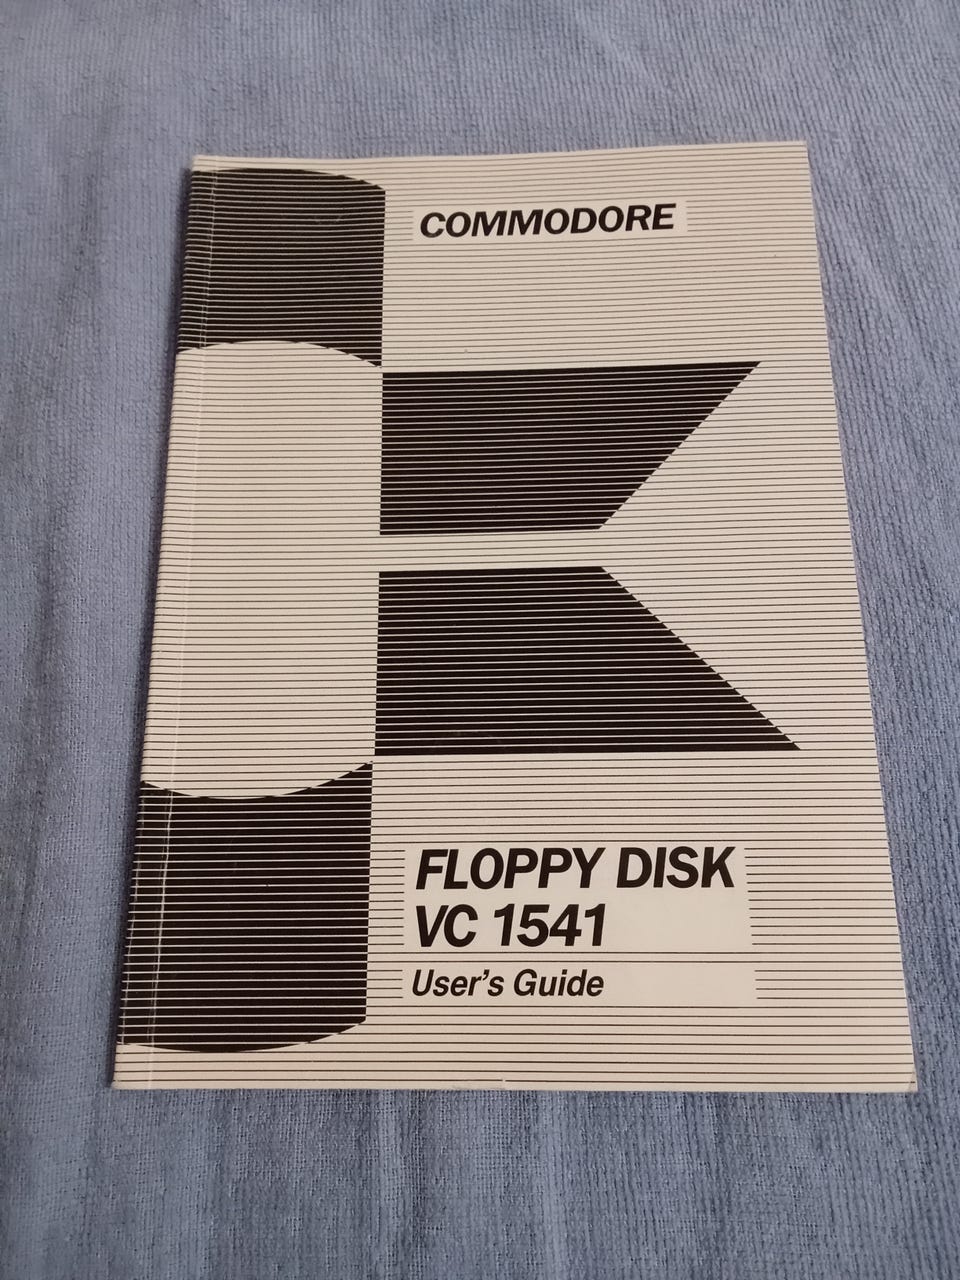 COMMODORE
FLOPPY DISK
VC 1541
User's Guide